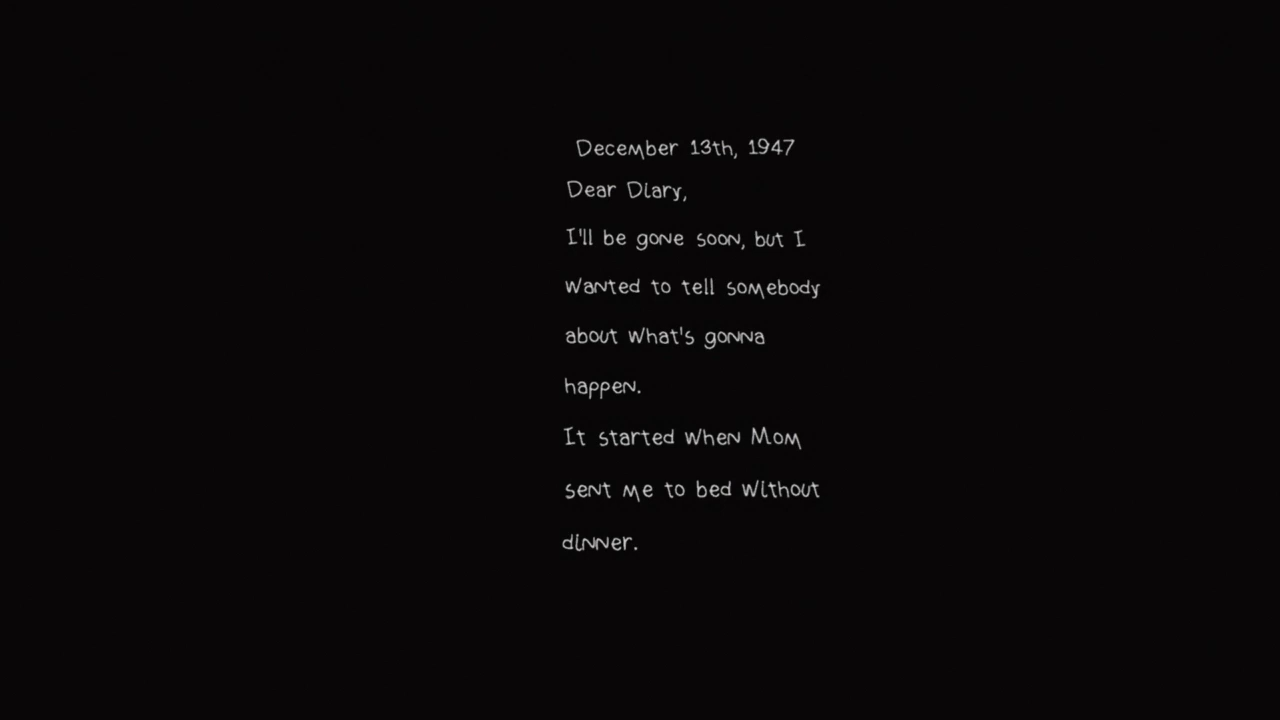 December 13th, 1947
Dear Diary,
I'll be gone soon, but I
wanted to tell somebody
about what's gonna
happen.
It started when Mom
sent me to bed without
dinner.